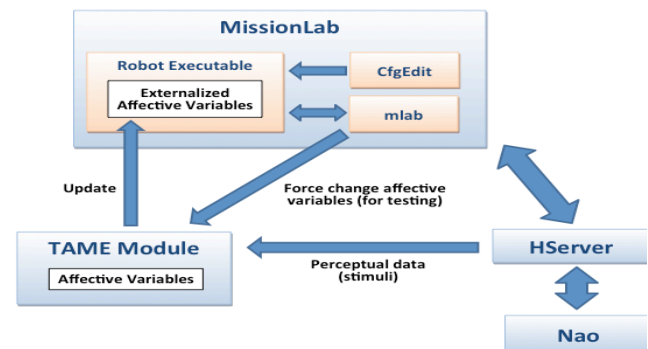 MissionLab
Robot Executable
Externalized
Affective Variables
CfgEdit
mlab
Update
Force change affective
variables (for testing)
TAME Module
Affective Variables
Perceptual data
(stimuli)
HServer
Nao